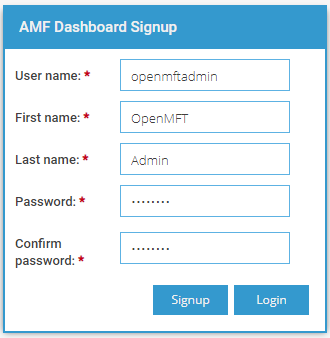 AMF Dashboard Signup
User name: * openmftadmin
First name: * OpenMFT
Last name: * Admin
Password: * ••••••••
Confirm
password: * ••••••••
Signup Login